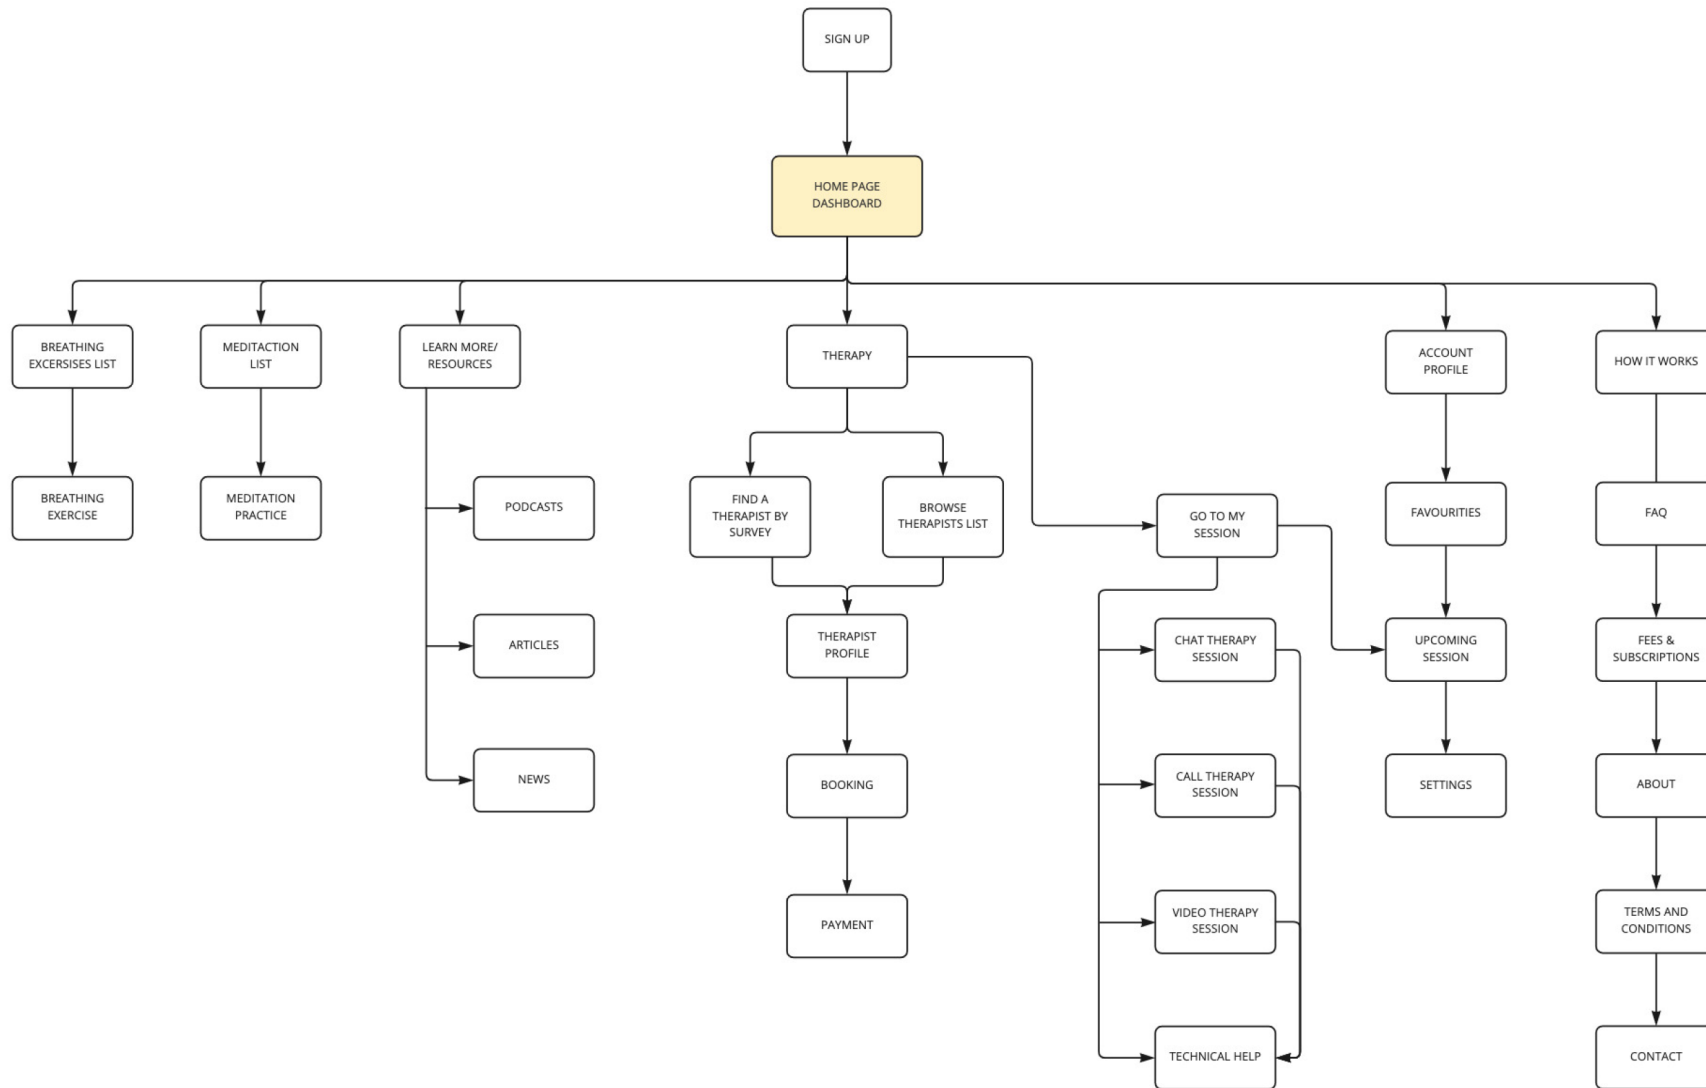 SIGN UP
HOME PAGE
DASHBOARD
BREATHING
EXCERSISES LIST
MEDITACTION
LIST
LEARN MORE/
RESOURCES
THERAPY
ACCOUNT
PROFILE
HOW IT WORKS
BREATHING
EXERCISE
MEDITATION
PRACTICE
PODCASTS
FIND A
THERAPIST BY
SURVEY
BROWSE
THERAPISTS LIST
GO TO MY
SESSION
FAVOURITIES
FAQ
ARTICLES
THERAPIST
PROFILE
CHAT THERAPY
SESSION
UPCOMING
SESSION
FEES &
SUBSCRIPTIONS
NEWS
BOOKING
CALL THERAPY
SESSION
SETTINGS
ABOUT
PAYMENT
VIDEO THERAPY
SESSION
TERMS AND
CONDITIONS
TECHNICAL HELP
CONTACT